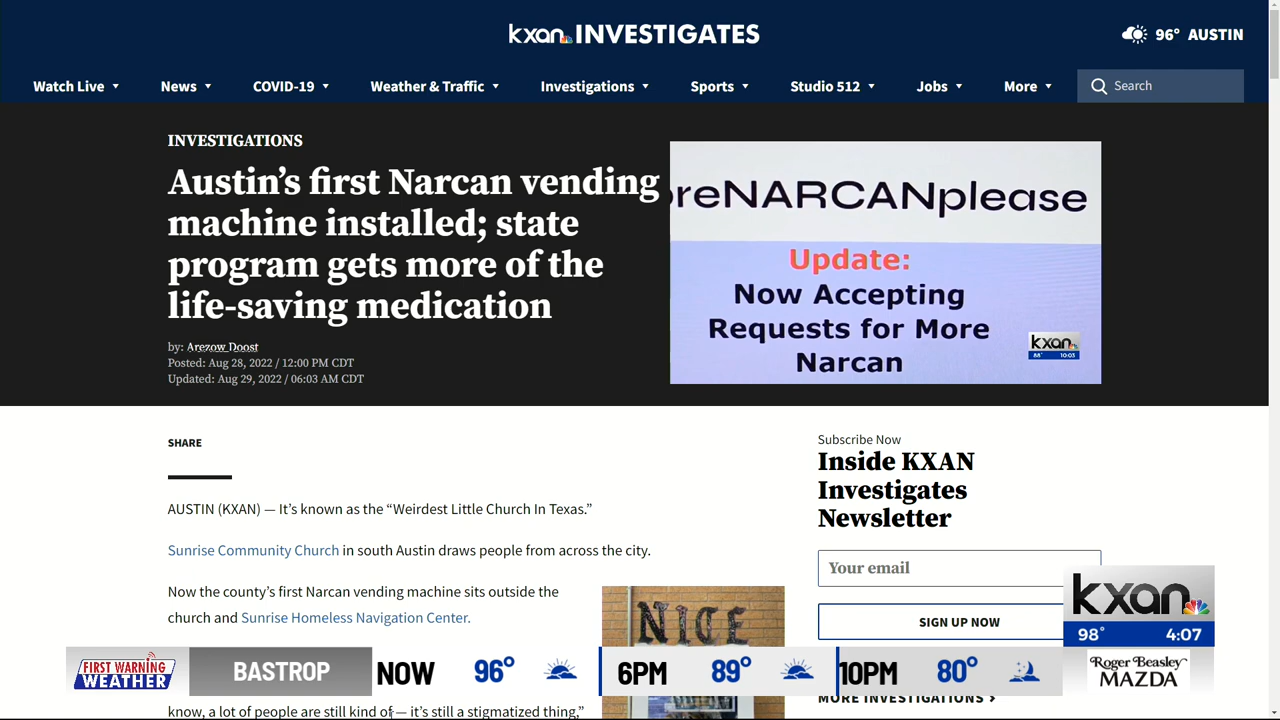 kxan INVESTIGATES
96° AUSTIN
Watch Live News COVID-19 Weather & Traffic Investigations Sports Studio 512 Jobs More Search
INVESTIGATIONS
Austin’s first Narcan vending
machine installed; state
program gets more of the
life-saving medication
by: Arezow Doost
Posted: Aug 28, 2022 / 12:00 PM CDT
Updated: Aug 29, 2022 / 06:03 AM CDT
reNARCANplease
Update:
Now Accepting
Requests for More
Narcan
kxan
88° 10:03
SHARE
AUSTIN (KXAN) — It’s known as the “Weirdest Little Church In Texas.”
Sunrise Community Church in south Austin draws people from across the city.
Now the county’s first Narcan vending machine sits outside the
church and Sunrise Homeless Navigation Center.
know, a lot of people are still kind of — it’s still a stigmatized thing,”
NICE
Subscribe Now
Inside KXAN
Investigates
Newsletter
Your email
SIGN UP NOW
MORE INVESTIGATIONS ›
kxan
98° 4:07
FIRST WARNING
WEATHER
BASTROP NOW 96° 6PM 89° 10PM 80°
Roger Beasley
MAZDA